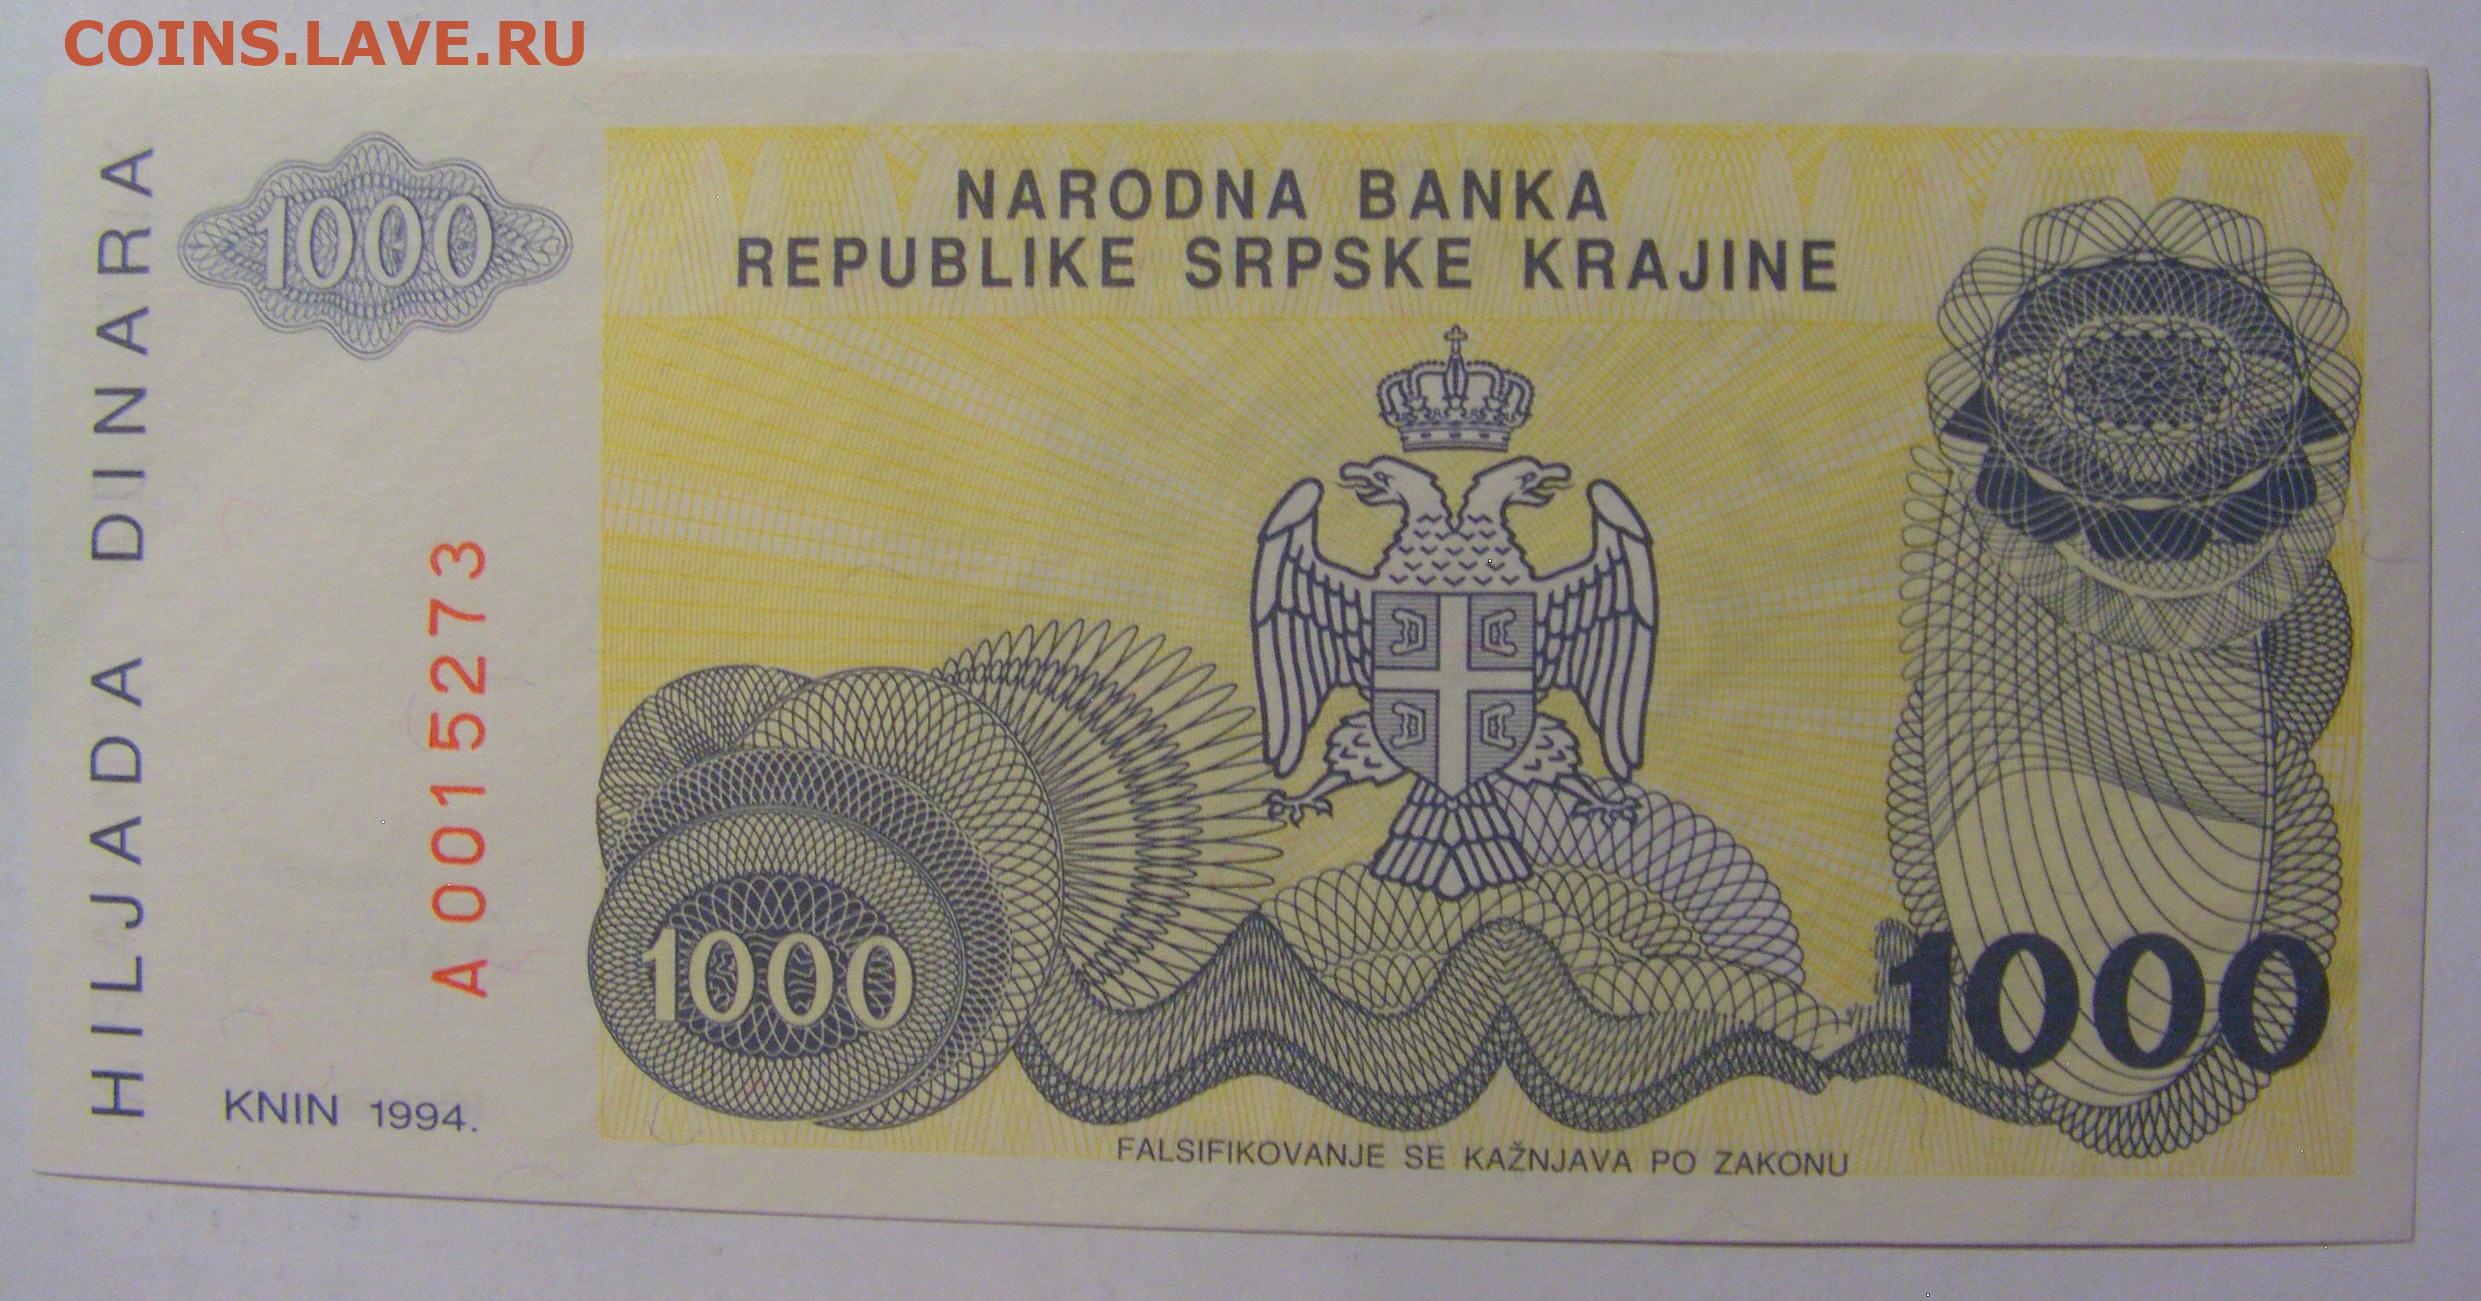 COINS.LAVE.RU
HILJADA DINARA
1000
NARODNA BANKA
REPUBLIKE SRPSKE KRAJINE
A 0015273
1000
1000
KNIN 1994.
FALSIFIKOVANJE SE KAŽNJAVA PO ZAKONU